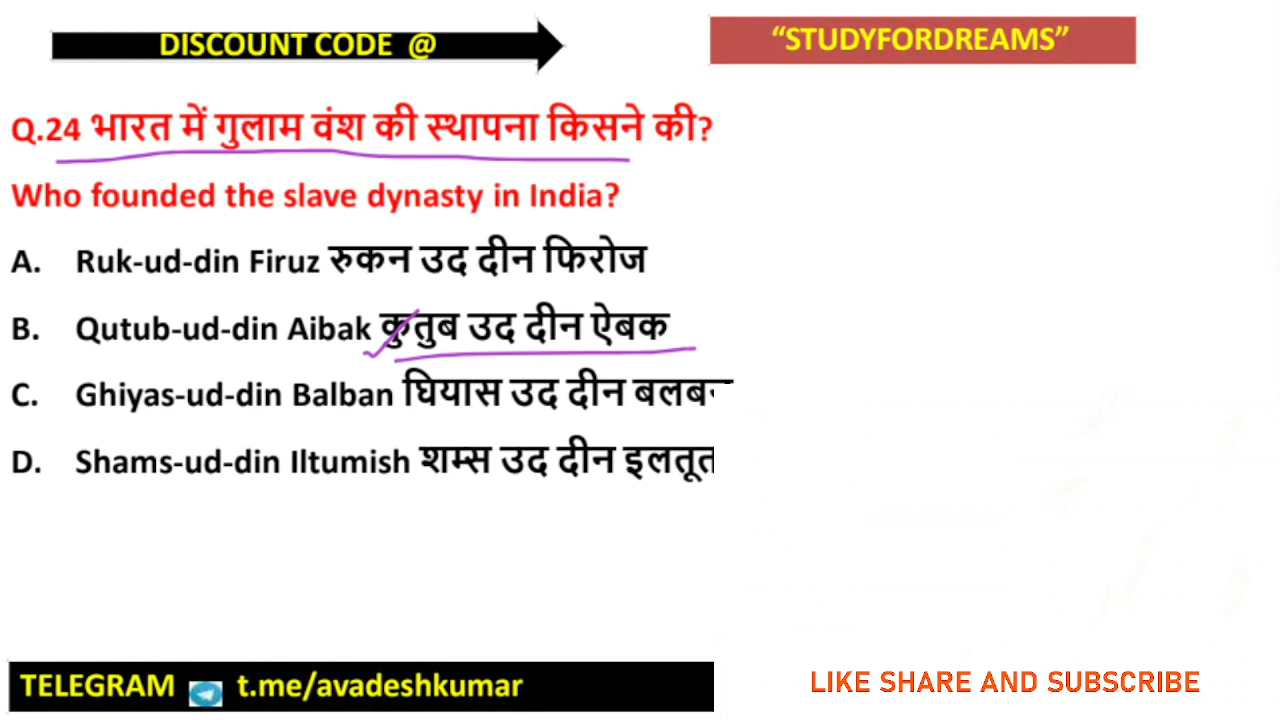 DISCOUNT CODE @
“STUDYFORDREAMS”
Q.24 भारत में गुलाम वंश की स्थापना किसने की?
Who founded the slave dynasty in India?
A. Ruk-ud-din Firuz रुकन उद दीन फिरोज
B. Qutub-ud-din Aibak कुतुब उद दीन ऐबक
C. Ghiyas-ud-din Balban घियास उद दीन बलबन
D. Shams-ud-din Iltumish शम्स उद दीन
TELEGRAM t.me/avadeshkumar
LIKE SHARE AND SUBSCRIBE